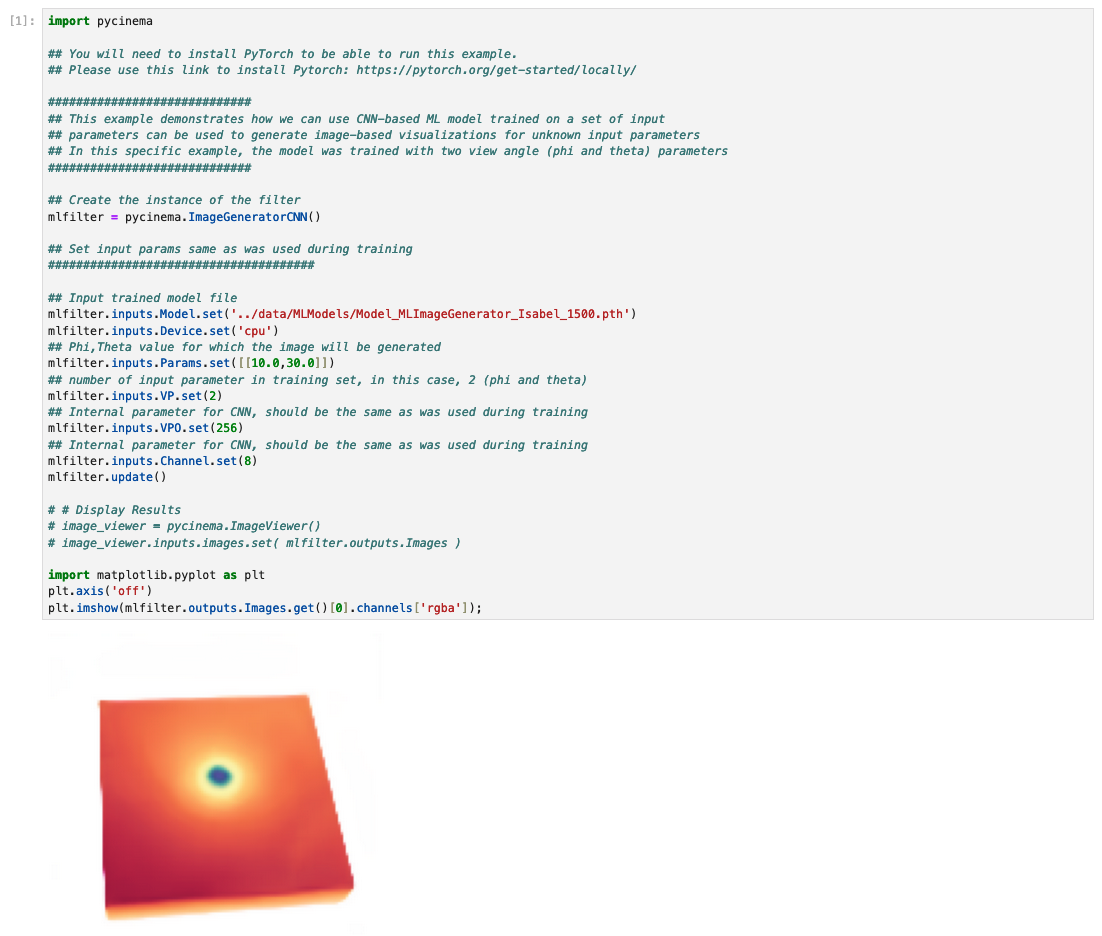 [1]: import pycinema
## You will need to install PyTorch to be able to run this example.
## Please use this link to install Pytorch: https://pytorch.org/get-started/locally/
#############################
## This example demonstrates how we can use CNN-based ML model trained on a set of input
## parameters can be used to generate image-based visualizations for unknown input parameters
## In this specific example, the model was trained with two view angle (phi and theta) parameters
#############################
## Create the instance of the filter
mlfilter = pycinema.ImageGeneratorCNN()
## Set input params same as was used during training
######################################
## Input trained model file
mlfilter.inputs.Model.set('../data/MLModels/Model_MLImageGenerator_Isabel_1500.pth')
mlfilter.inputs.Device.set('cpu')
## Phi,Theta value for which the image will be generated
mlfilter.inputs.Params.set([[10.0,30.0]])
## number of input parameter in training set, in this case, 2 (phi and theta)
mlfilter.inputs.VP.set(2)
## Internal parameter for CNN, should be the same as was used during training
mlfilter.inputs.VPO.set(256)
## Internal parameter for CNN, should be the same as was used during training
mlfilter.inputs.Channel.set(8)
mlfilter.update()
# # Display Results
# image_viewer = pycinema.ImageViewer()
# image_viewer.inputs.images.set( mlfilter.outputs.Images )
import matplotlib.pyplot as plt
plt.axis('off')
plt.imshow(mlfilter.outputs.Images.get()[0].channels['rgba']);